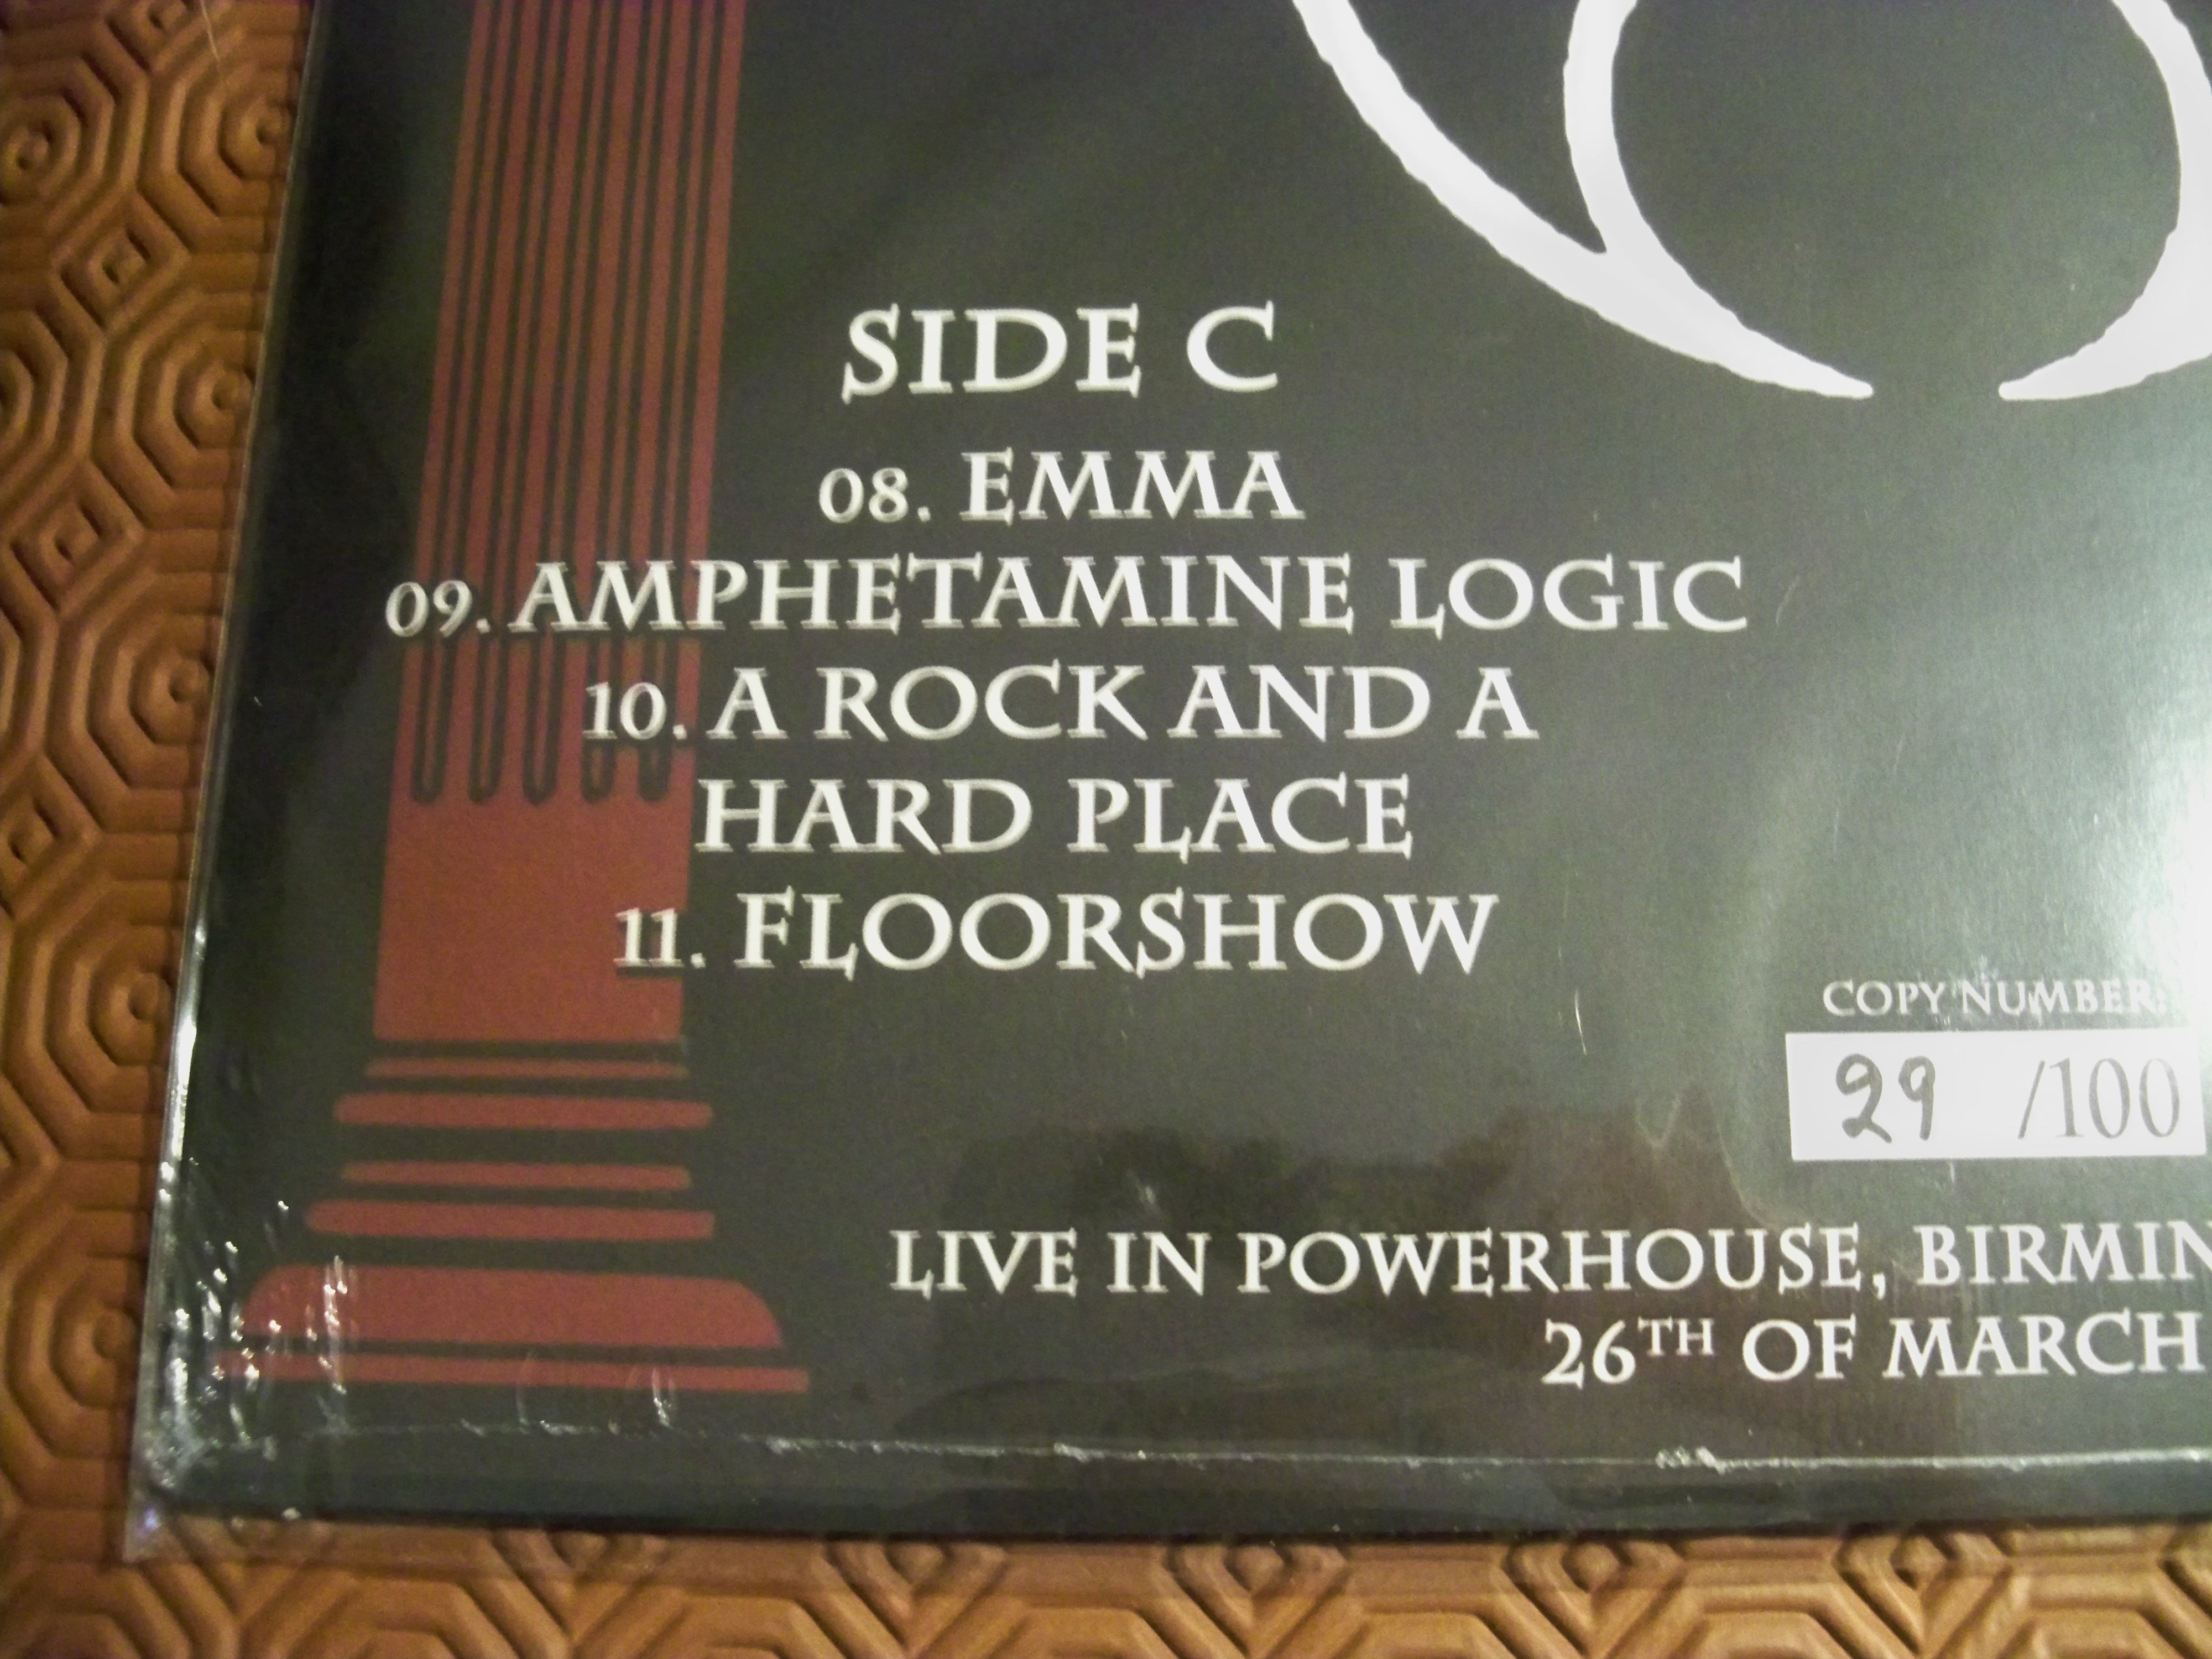 SIDE C
08. EMMA
09. AMPHETAMINE LOGIC
10. A ROCK AND A
HARD PLACE
11. FLOORSHOW
COPY NUMBER:
29 /100
LIVE IN POWERHOUSE,
26TH OF MARCH